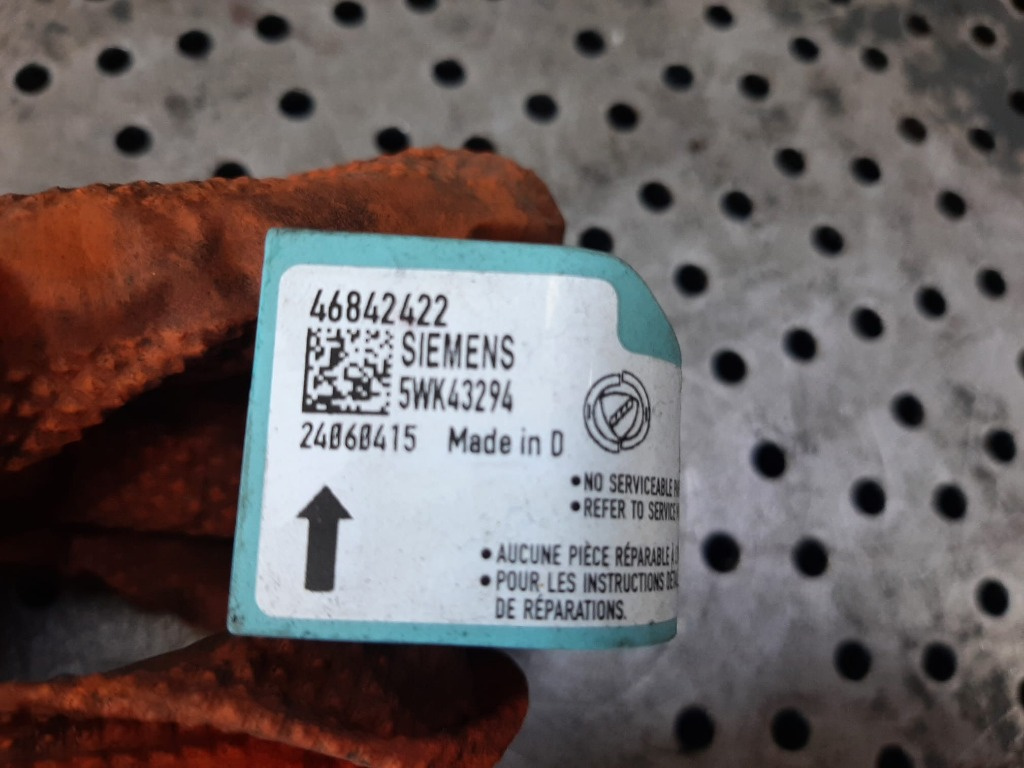 46842422
SIEMENS
5WK43294
24060415 Made in D
• NO SERVICEABLE
• REFER TO SERVICE
• AUCUNE PIÈCE RÉPARABLE À
• POUR LES INSTRUCTIONS
DE RÉPARATIONS.